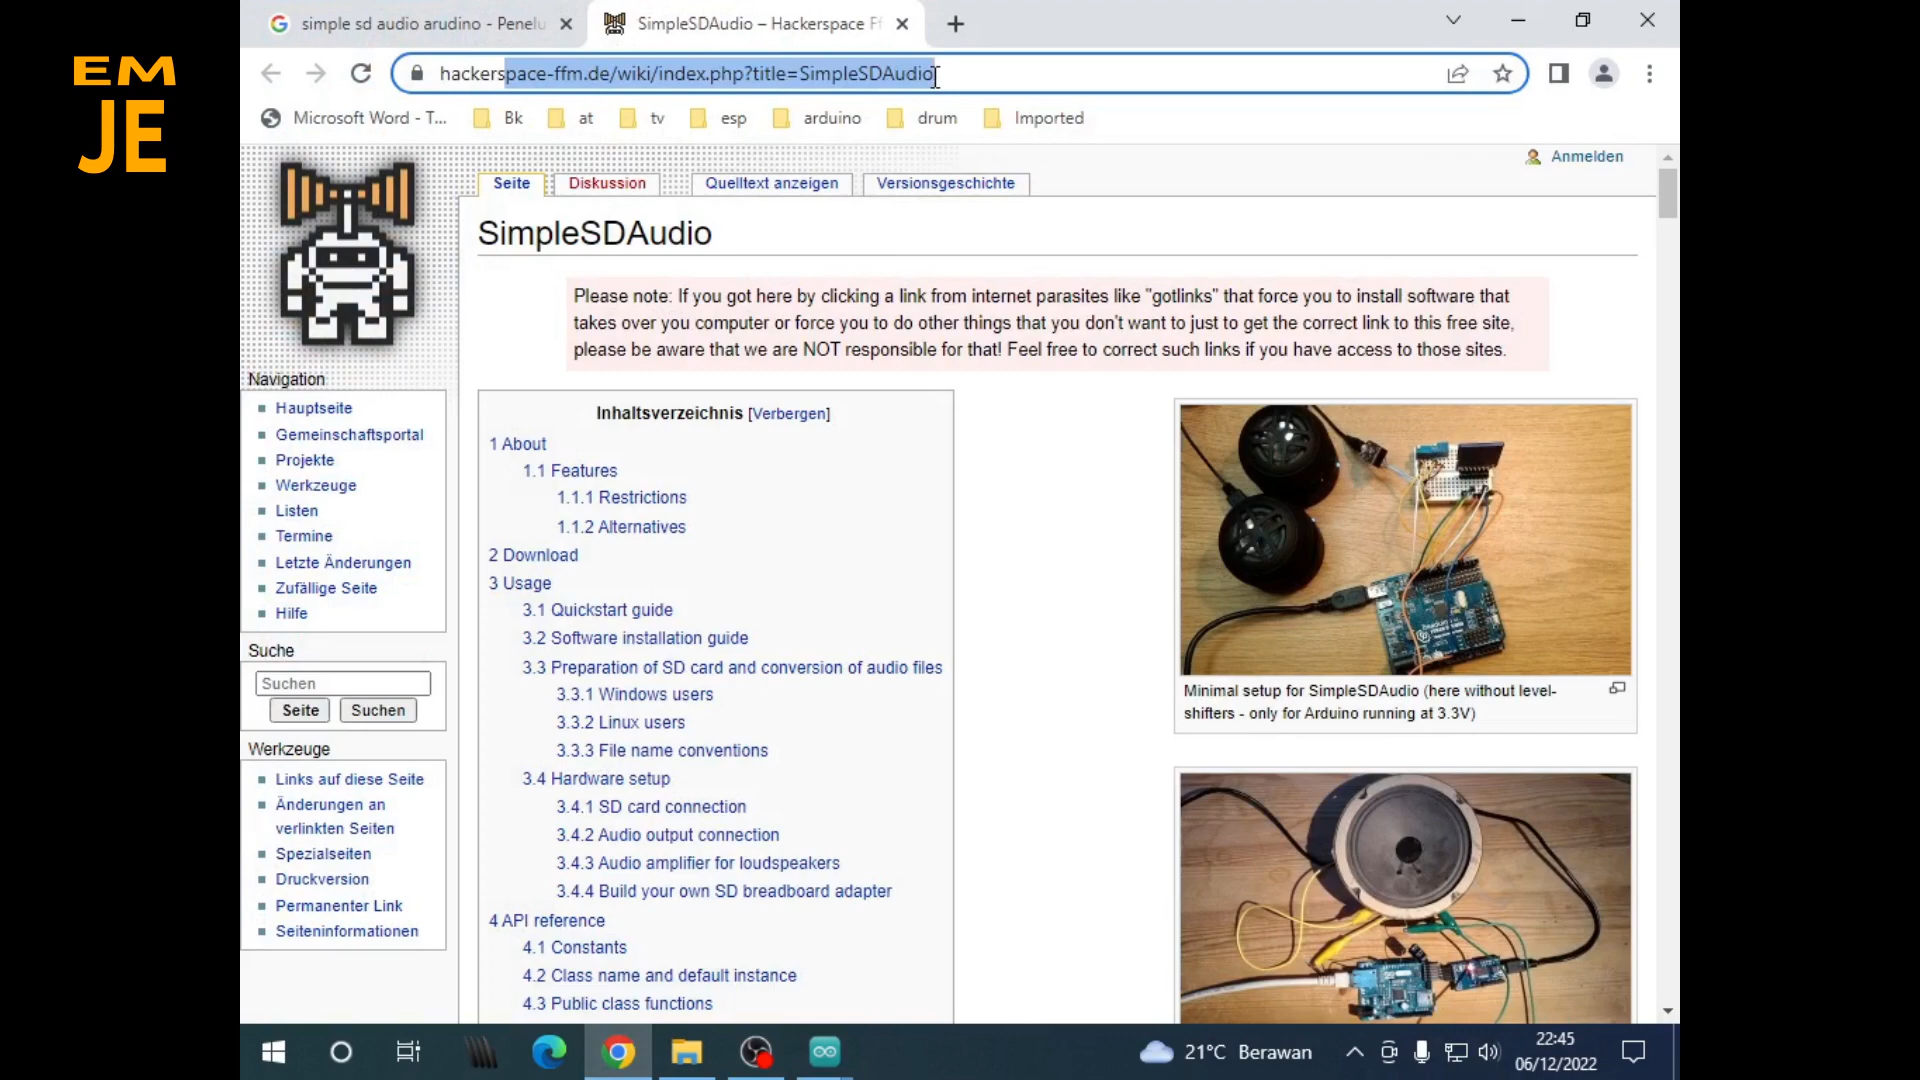 EM
JE
simple sd audio arudino - Penelu
SimpleSDAudio – Hackerspace Ff
hackerspace-ffm.de/wiki/index.php?title=SimpleSDAudio
Microsoft Word - T...
Bk
at
tv
esp
arduino
drum
Imported
Anmelden
Seite
Diskussion
Quelltext anzeigen
Versionsgeschichte
SimpleSDAudio
Please note: If you got here by clicking a link from internet parasites like "gotlinks" that force you to install software that
takes over you computer or force you to do other things that you don't want to just to get the correct link to this free site,
please be aware that we are NOT responsible for that! Feel free to correct such links if you have access to those sites.
Navigation
Hauptseite
Gemeinschaftsportal
Projekte
Werkzeuge
Listen
Termine
Letzte Änderungen
Zufällige Seite
Hilfe
Suche
Suchen
Seite
Suchen
Werkzeuge
Links auf diese Seite
Änderungen an
verlinkten Seiten
Spezialseiten
Druckversion
Permanenter Link
Seiteninformationen
Inhaltsverzeichnis [Verbergen]
1 About
1.1 Features
1.1.1 Restrictions
1.1.2 Alternatives
2 Download
3 Usage
3.1 Quickstart guide
3.2 Software installation guide
3.3 Preparation of SD card and conversion of audio files
3.3.1 Windows users
3.3.2 Linux users
3.3.3 File name conventions
3.4 Hardware setup
3.4.1 SD card connection
3.4.2 Audio output connection
3.4.3 Audio amplifier for loudspeakers
3.4.4 Build your own SD breadboard adapter
4 API reference
4.1 Constants
4.2 Class name and default instance
4.3 Public class functions
Minimal setup for SimpleSDAudio (here without level-
shifters - only for Arduino running at 3.3V)
21°C Berawan
22:45
06/12/2022